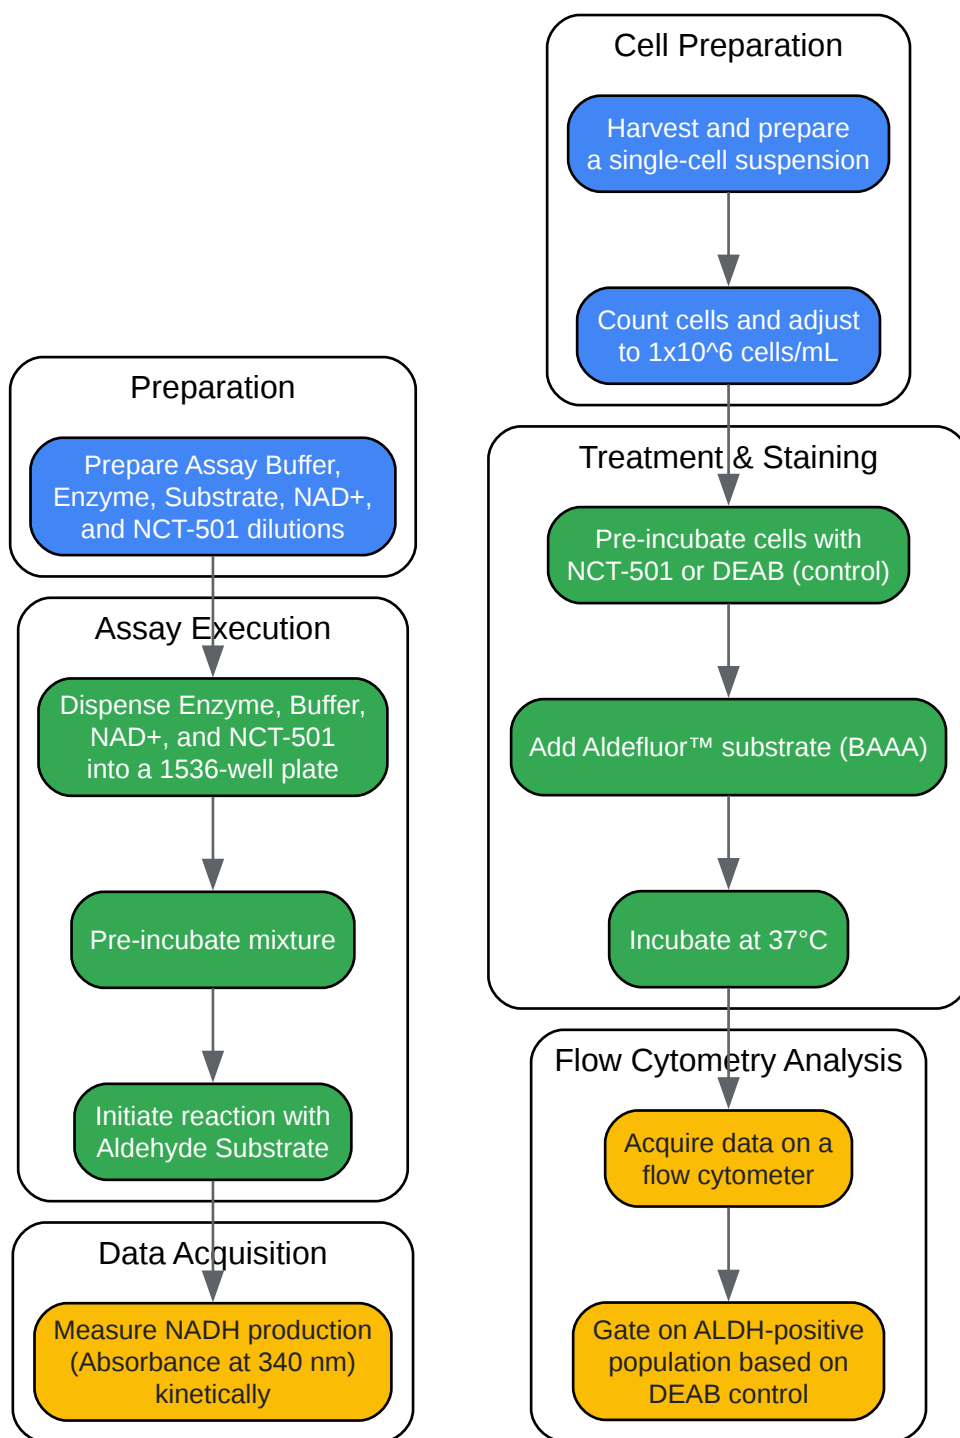 Preparation
Prepare Assay Buffer,
Enzyme, Substrate, NAD+,
and NCT-501 dilutions
Assay Execution
Dispense Enzyme, Buffer,
NAD+, and NCT-501
into a 1536-well plate
Pre-incubate mixture
Initiate reaction with
Aldehyde Substrate
Data Acquisition
Measure NADH production
(Absorbance at 340 nm)
kinetically
Cell Preparation
Harvest and prepare
a single-cell suspension
Count cells and adjust
to 1x10^6 cells/mL
Treatment & Staining
Pre-incubate cells with
NCT-501 or DEAB (control)
Add Aldefluor™ substrate (BAAA)
Incubate at 37°C
Flow Cytometry Analysis
Acquire data on a
flow cytometer
Gate on ALDH-positive
population based on
DEAB control